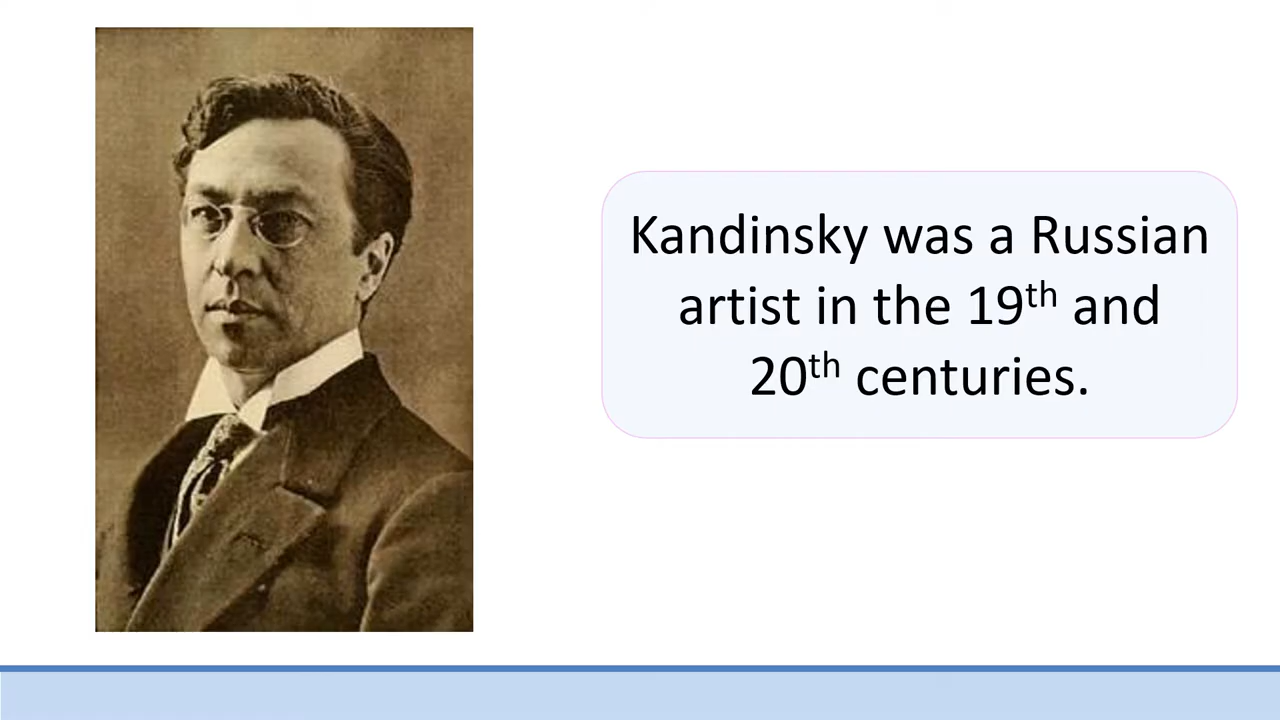 Kandinsky was a Russian
artist in the 19th and
20th centuries.